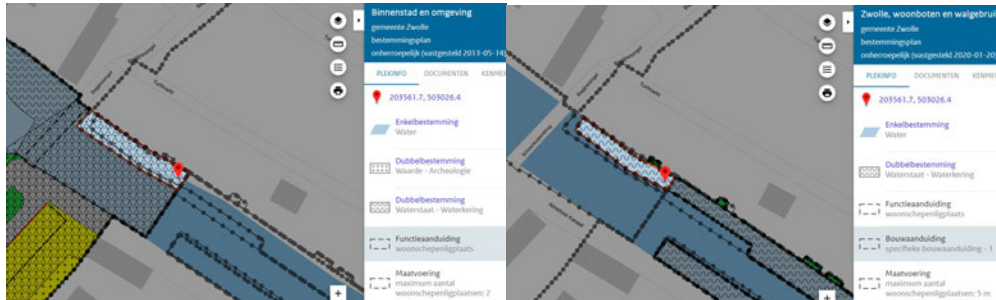 Binnenstad en omgeving
gemeente Zwolle
bestemmingsplan
onherroepelijk (vastgesteld 2013-05-14)
PLEKINFO DOCUMENTEN KENMER
203561.7, 503026.4
Enkelbestemming
Water
Dubbelbestemming
Waarde - Archeologie
Dubbelbestemming
Waterstaat - Waterkering
Functieaanduiding
woonschepenligplaats
Maatvoering
maximum aantal
woonschepenligplaatsen: 2
+
Zwolle, woonboten en walgebrui
gemeente Zwolle
bestemmingsplan
onherroepelijk (vastgesteld 2020-01-20)
PLEKINFO DOCUMENTEN KENMER
203561.7, 503026.4
Enkelbestemming
Water
Dubbelbestemming
Waterstaat - Waterkering
Functieaanduiding
woonschepenligplaats
Bouwaanduiding
specifieke bouwaanduiding - 1
Maatvoering
maximum aantal
woonschepenligplaatsen: 5 m
+